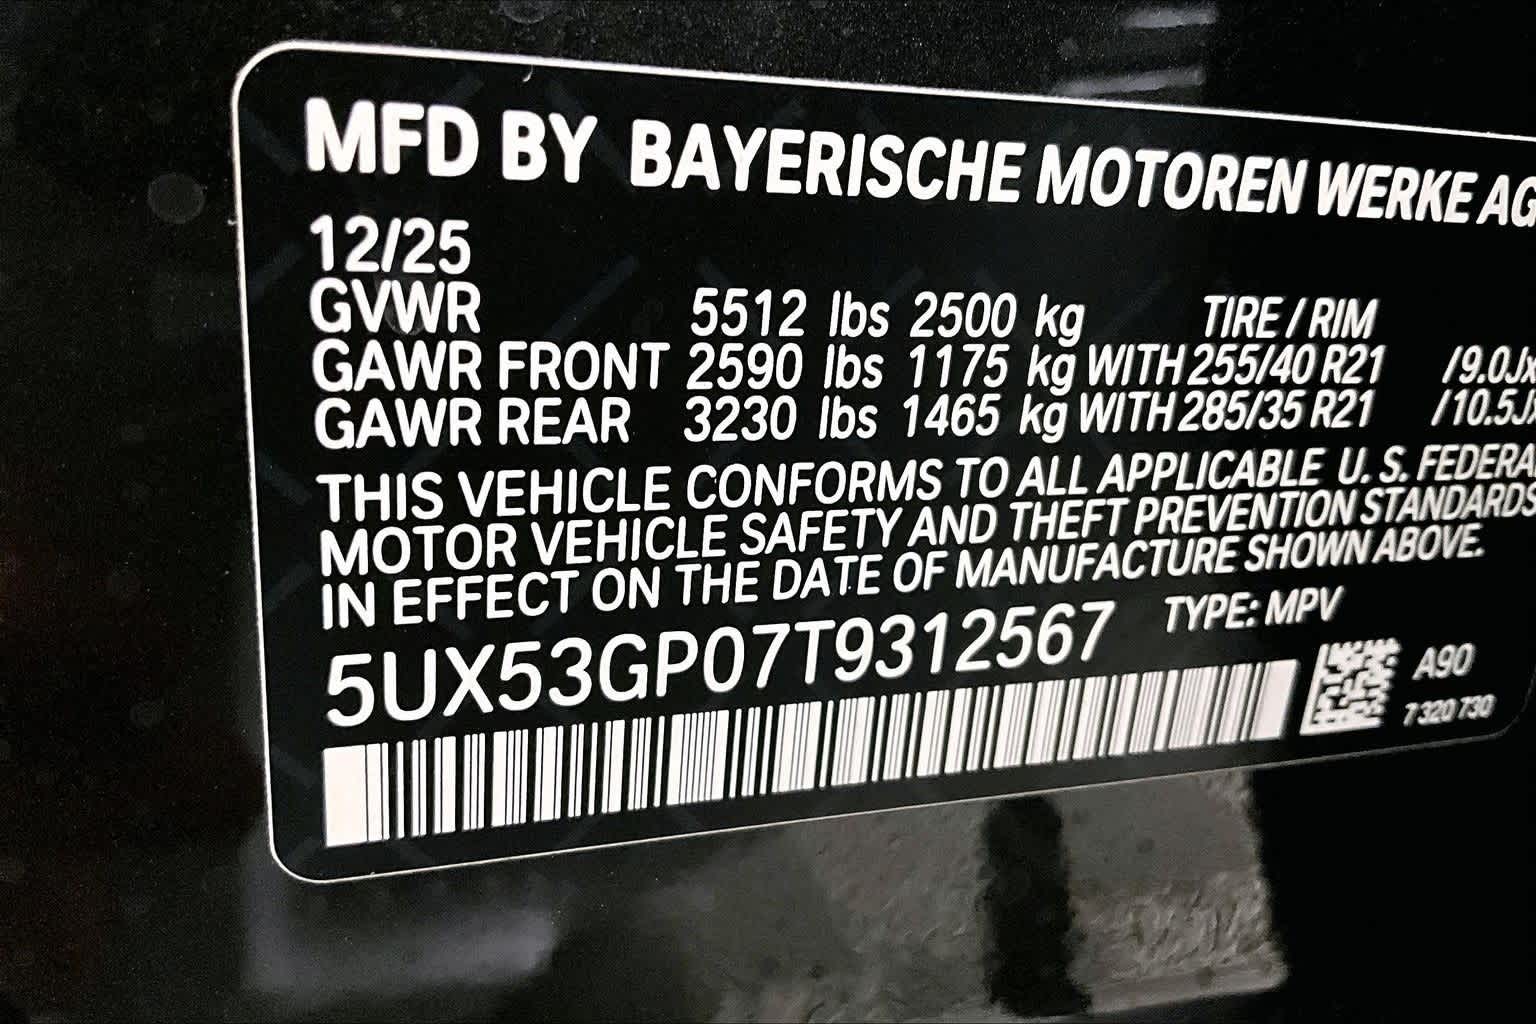 MFD BY BAYERISCHE MOTOREN WERKE AG
12/25
GVWR 5512 lbs 2500 kg TIRE / RIM
GAWR FRONT 2590 lbs 1175 kg WITH 255/40 R21 /9.0Jx
GAWR REAR 3230 lbs 1465 kg WITH 285/35 R21 /10.5J
THIS VEHICLE CONFORMS TO ALL APPLICABLE U. S. FEDERA
MOTOR VEHICLE SAFETY AND THEFT PREVENTION STANDARDS
IN EFFECT ON THE DATE OF MANUFACTURE SHOWN ABOVE.
5UX53GP07T9312567 TYPE: MPV
A90
7 320 730